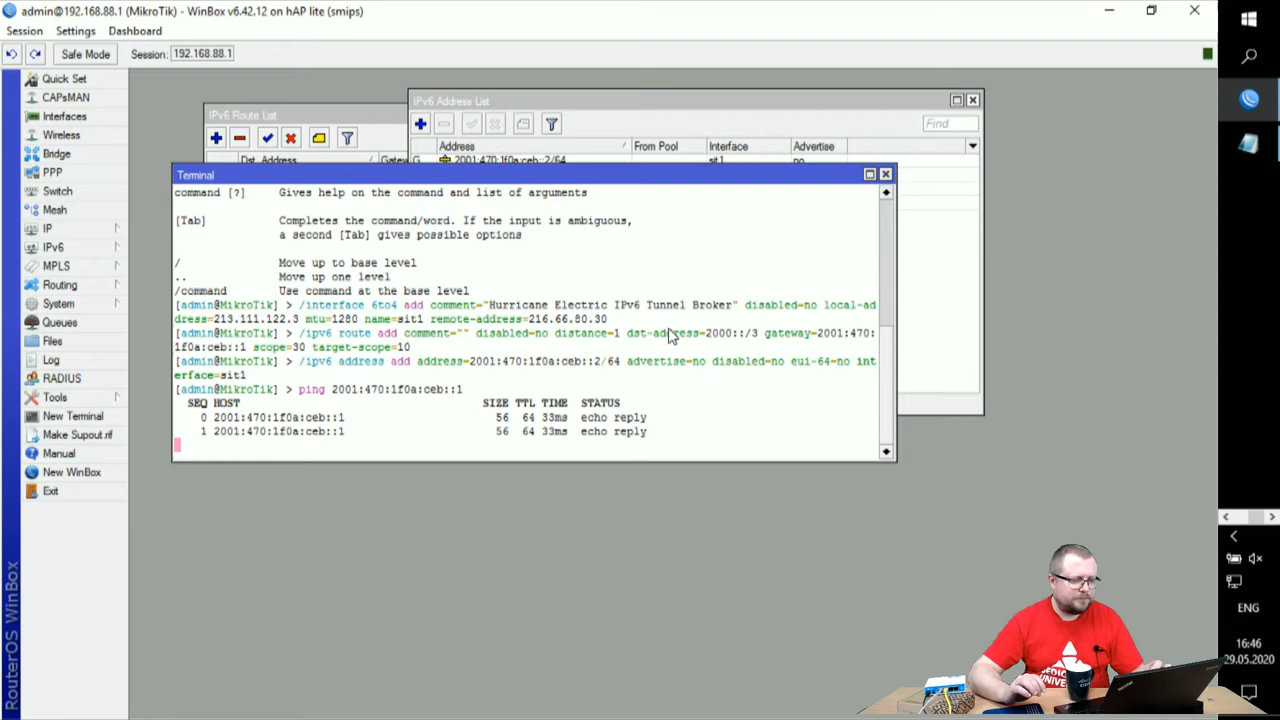 admin@192.168.88.1 (MikroTik) - WinBox v6.42.12 on hAP lite (smips)
Session Settings Dashboard
Safe Mode Session: 192.168.88.1
Quick Set
CAPsMAN
Interfaces
Wireless
Bridge
PPP
Switch
Mesh
IP
IPv6
MPLS
Routing
System
Queues
Files
Log
RADIUS
Tools
New Terminal
Make Supout.rif
Manual
New WinBox
Exit
RouterOS WinBox
IPv6 Route List
Dst. Address Gatew
IPv6 Address List
Find
Address From Pool Interface Advertise
G 2001:470:1f0a:ceb::2/64 sit1 no
Terminal
command [?] Gives help on the command and list of arguments
[Tab] Completes the command/word. If the input is ambiguous,
a second [Tab] gives possible options
/ Move up to base level
.. Move up one level
/command Use command at the base level
[admin@MikroTik] > /interface 6to4 add comment="Hurricane Electric IPv6 Tunnel Broker" disabled=no local-ad
dress=213.111.122.3 mtu=1280 name=sit1 remote-address=216.66.80.30
[admin@MikroTik] > /ipv6 route add comment="" disabled=no distance=1 dst-address=2000::/3 gateway=2001:470:
1f0a:ceb::1 scope=30 target-scope=10
[admin@MikroTik] > /ipv6 address add address=2001:470:1f0a:ceb::2/64 advertise=no disabled=no eui-64=no int
erface=sit1
[admin@MikroTik] > ping 2001:470:1f0a:ceb::1
SEQ HOST SIZE TTL TIME STATUS
0 2001:470:1f0a:ceb::1 56 64 33ms echo reply
1 2001:470:1f0a:ceb::1 56 64 33ms echo reply
ENG
16:46
29.05.2020